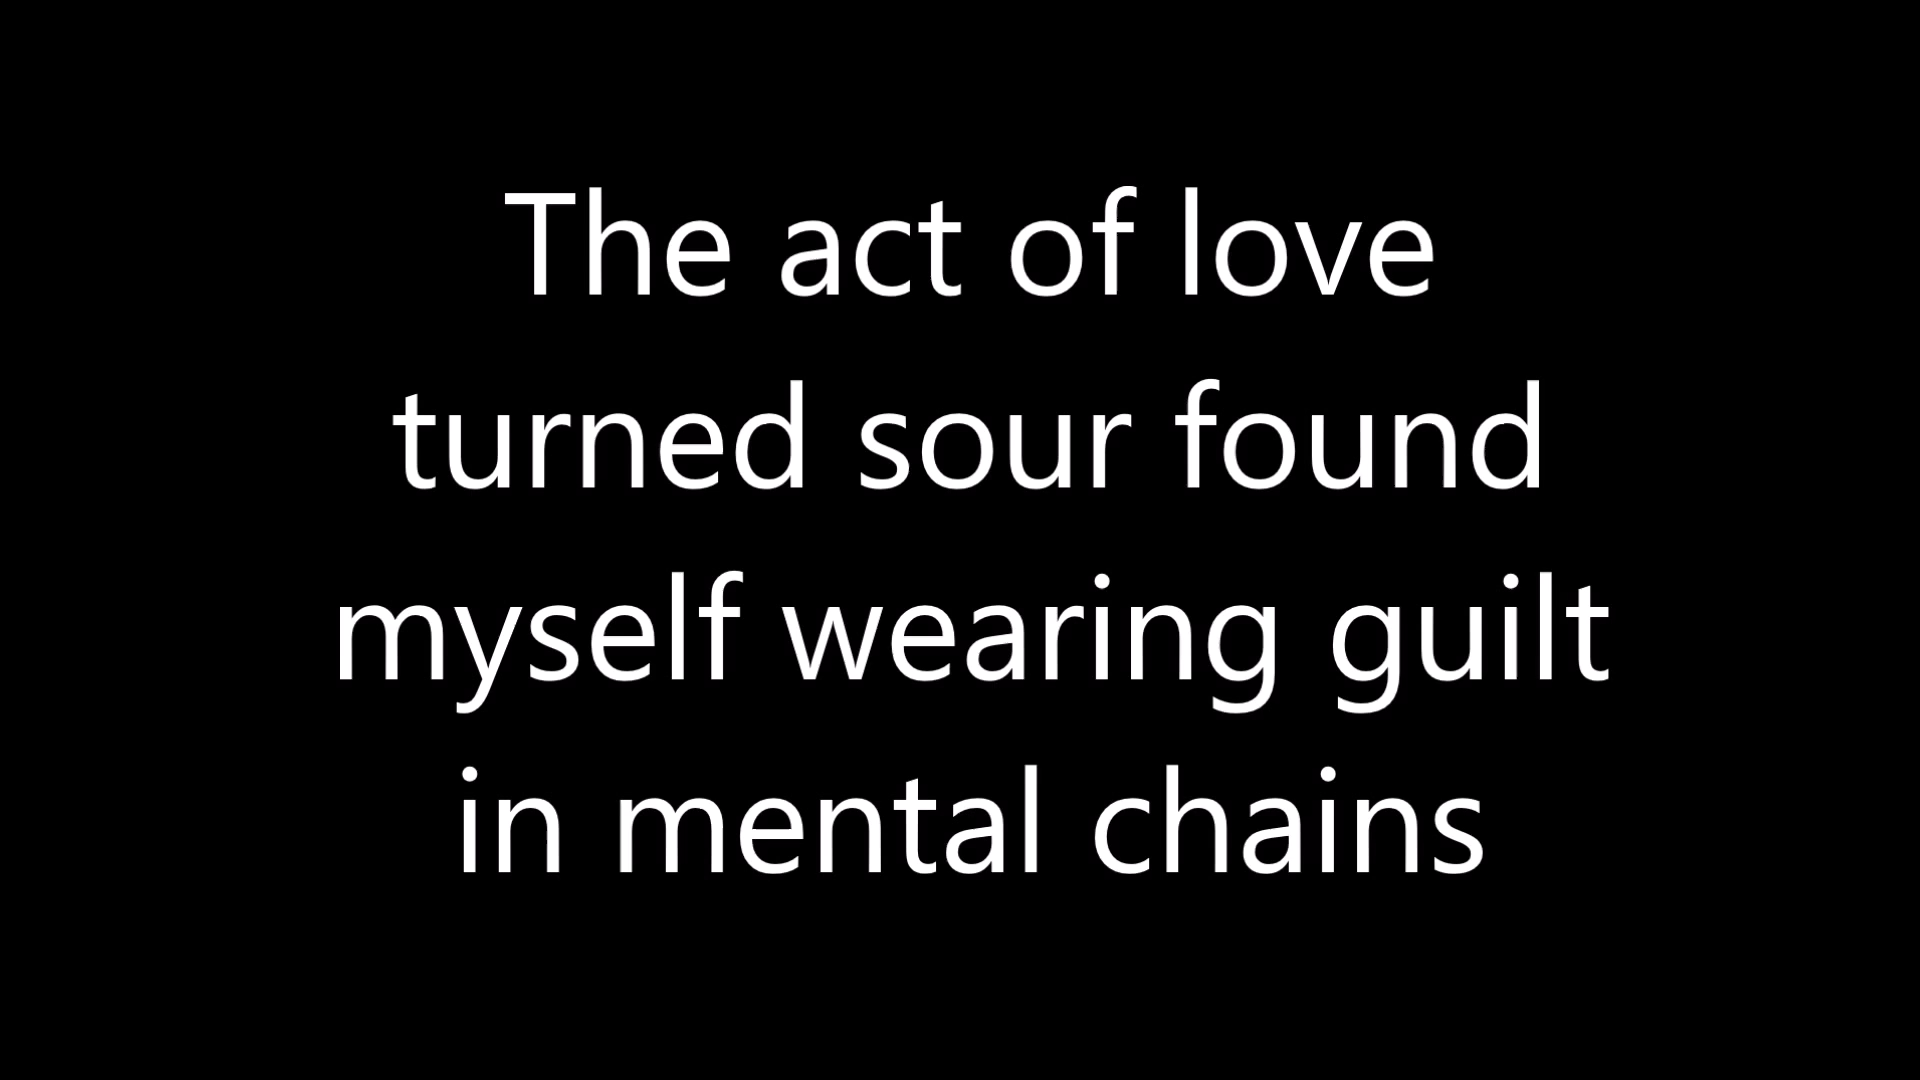 The act of love
turned sour found
myself wearing guilt
in mental chains